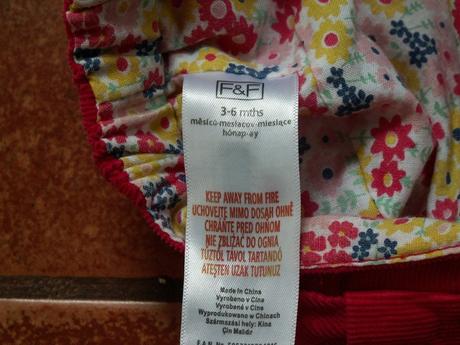 F&F
3-6 mths
měsíců-mesiacov-miesiące
hónap-ay
KEEP AWAY FROM FIRE
UCHOVEJTE MIMO DOSAH OHNĚ
CHRÁŇTE PRED OHŇOM
NIE ZBLIŻAĆ DO OGNIA
TŰZTŐL TÁVOL TARTANDÓ
ATEŞTEN UZAK TUTUNUZ
Made in China
Vyrobeno v Číně
Vyrobené v Číne
Wyprodukowano w Chinach
Származási hely: Kína
Çin Malıdır